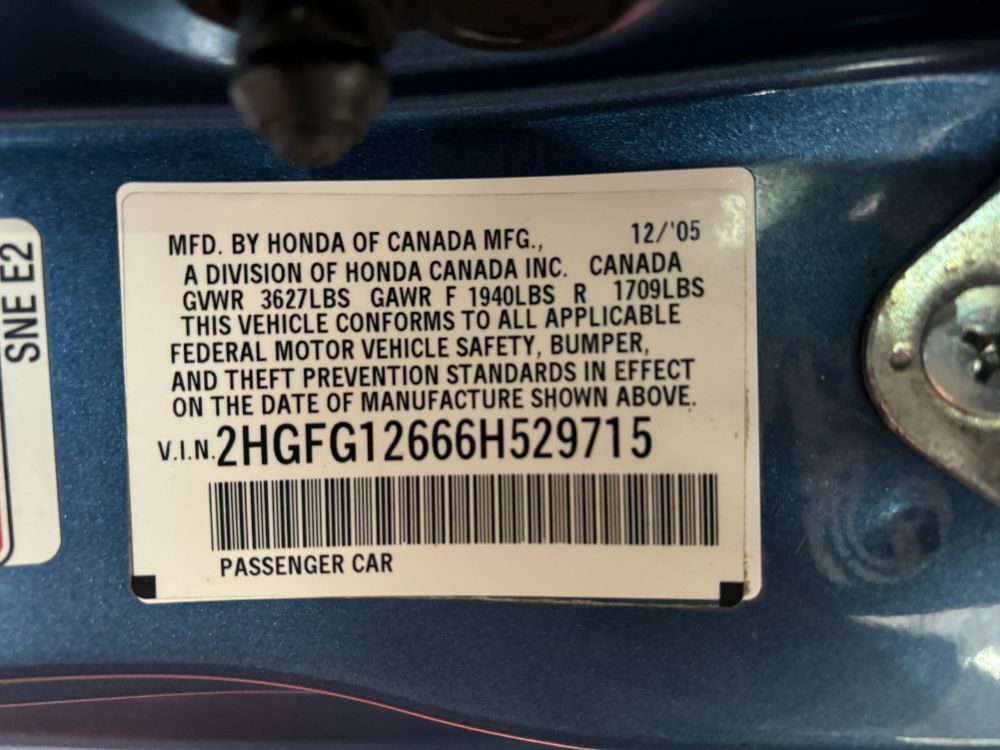 MFD. BY HONDA OF CANADA MFG., 12/'05
A DIVISION OF HONDA CANADA INC. CANADA
GVWR 3627LBS GAWR F 1940LBS R 1709LBS
THIS VEHICLE CONFORMS TO ALL APPLICABLE
FEDERAL MOTOR VEHICLE SAFETY, BUMPER,
AND THEFT PREVENTION STANDARDS IN EFFECT
ON THE DATE OF MANUFACTURE SHOWN ABOVE.
V.I.N.2HGFG12666H529715
PASSENGER CAR
SNE E2